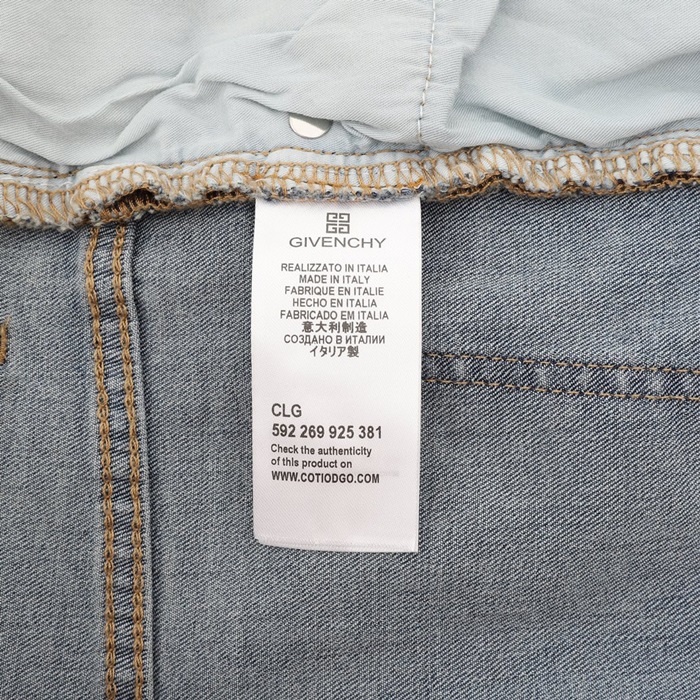 GIVENCHY
REALIZZATO IN ITALIA
MADE IN ITALY
FABRIQUE EN ITALIE
HECHO EN ITALIA
FABRICADO EM ITALIA
意大利制造
СОЗДАНО В ИТАЛИИ
イタリア製
CLG
592 269 925 381
Check the authenticity
of this product on
WWW.COTIODGO.COM